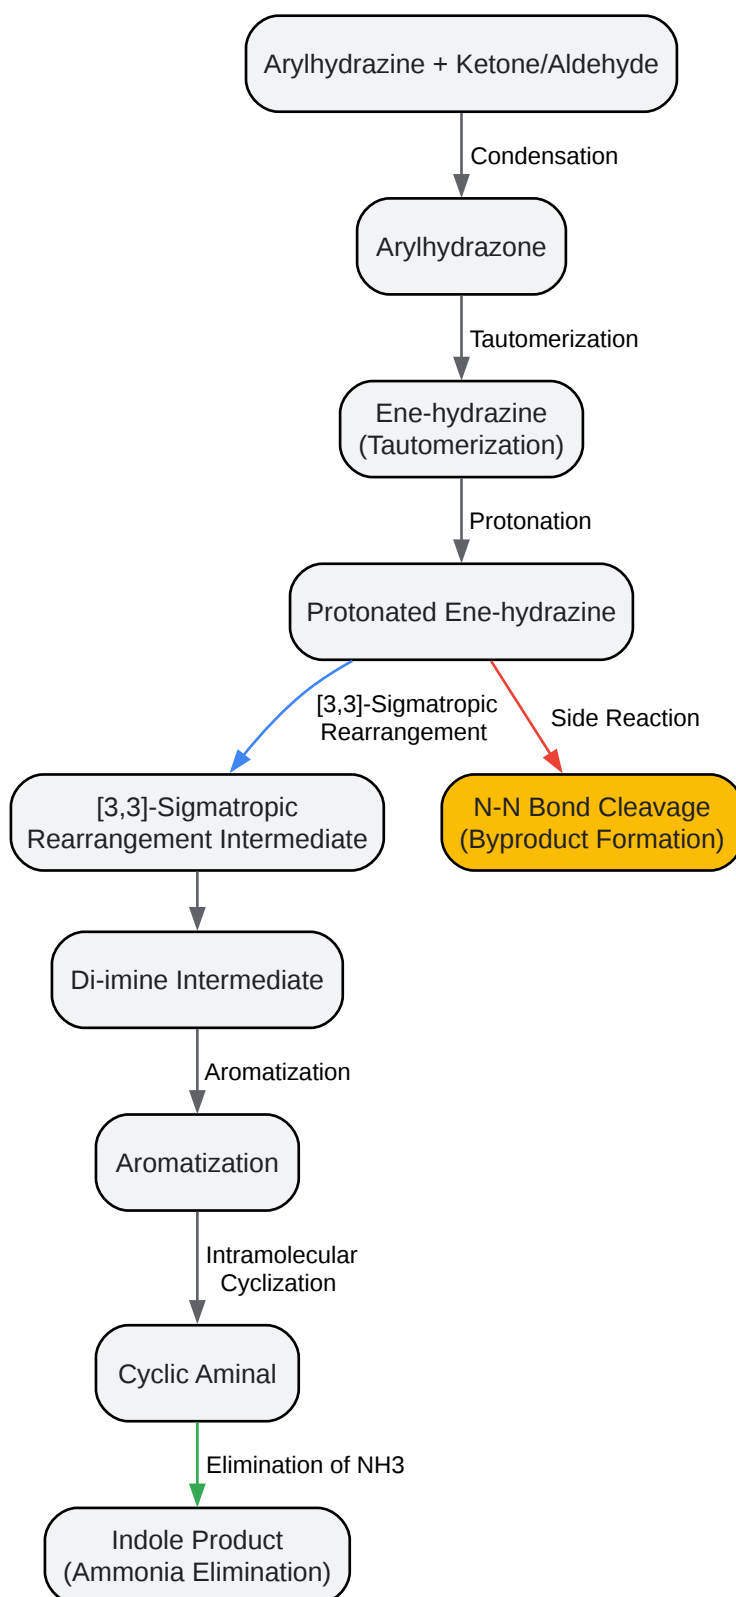 Arylhydrazine + Ketone/Aldehyde
Condensation
Arylhydrazone
Tautomerization
Ene-hydrazine
(Tautomerization)
Protonation
Protonated Ene-hydrazine
[3,3]-Sigmatropic
Rearrangement
Side Reaction
[3,3]-Sigmatropic
Rearrangement Intermediate
N-N Bond Cleavage
(Byproduct Formation)
Di-imine Intermediate
Aromatization
Aromatization
Intramolecular
Cyclization
Cyclic Aminal
Elimination of NH3
Indole Product
(Ammonia Elimination)